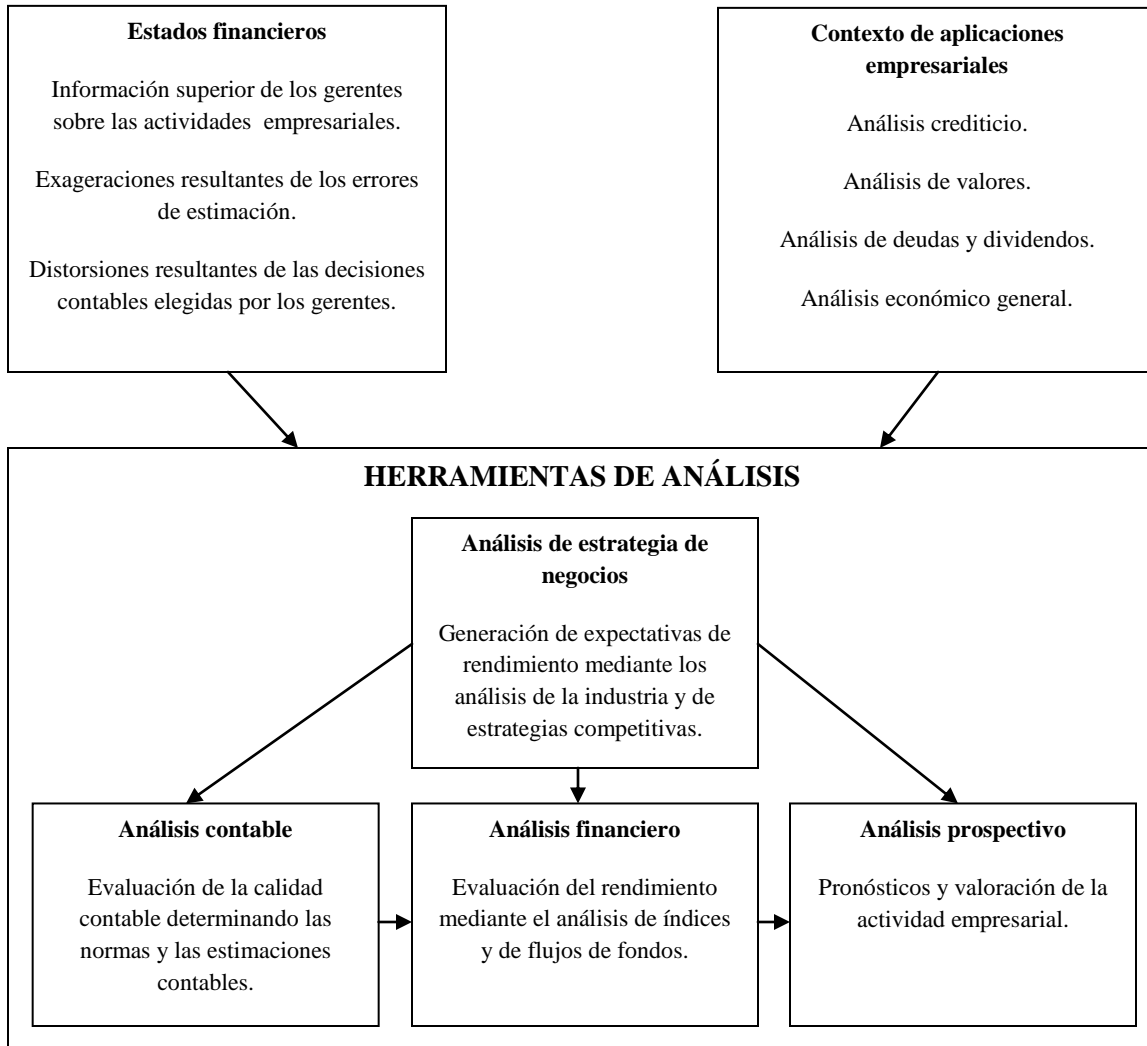 Estados financieros
Información superior de los gerentes
sobre las actividades empresariales.
Exageraciones resultantes de los errores
de estimación.
Distorsiones resultantes de las decisiones
contables elegidas por los gerentes.
Contexto de aplicaciones
empresariales
Análisis crediticio.
Análisis de valores.
Análisis de deudas y dividendos.
Análisis económico general.
HERRAMIENTAS DE ANÁLISIS
Análisis de estrategia de
negocios
Generación de expectativas de
rendimiento mediante los
análisis de la industria y de
estrategias competitivas.
Análisis contable
Evaluación de la calidad
contable determinando las
normas y las estimaciones
contables.
Análisis financiero
Evaluación del rendimiento
mediante el análisis de índices
y de flujos de fondos.
Análisis prospectivo
Pronósticos y valoración de la
actividad empresarial.